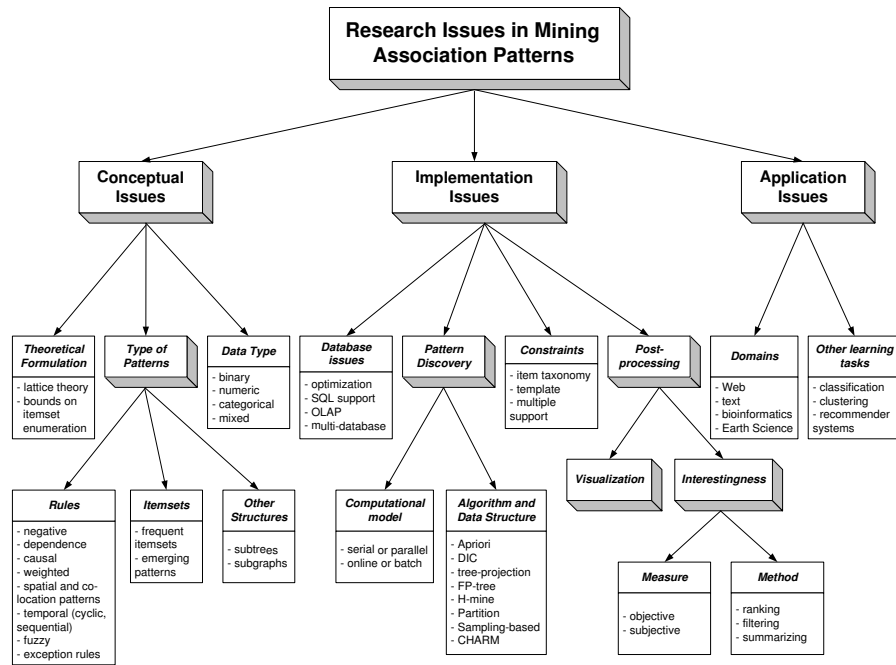 Research Issues in Mining
Association Patterns
Conceptual
Issues
Implementation
Issues
Application
Issues
Theoretical
Formulation
- lattice theory
- bounds on
itemset
enumeration
Type of
Patterns
Data Type
- binary
- numeric
- categorical
- mixed
Database
issues
- optimization
- SQL support
- OLAP
- multi-database
Pattern
Discovery
Constraints
- item taxonomy
- template
- multiple
support
Post-
processing
Domains
- Web
- text
- bioinformatics
- Earth Science
Other learning
tasks
- classification
- clustering
- recommender
systems
Rules
- negative
- dependence
- causal
- weighted
- spatial and co-
location patterns
- temporal (cyclic,
sequential)
- fuzzy
- exception rules
Itemsets
- frequent
itemsets
- emerging
patterns
Other
Structures
- subtrees
- subgraphs
Computational
model
- serial or parallel
- online or batch
Algorithm and
Data Structure
- Apriori
- DIC
- tree-projection
- FP-tree
- H-mine
- Partition
- Sampling-based
- CHARM
Visualization
Interestingness
Measure
- objective
- subjective
Method
- ranking
- filtering
- summarizing